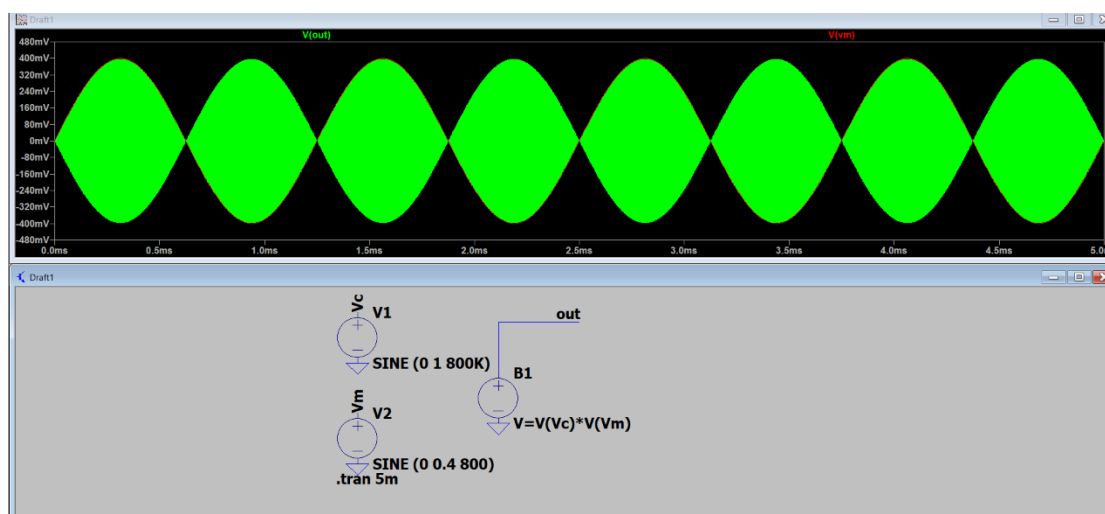 Draft1
V(out) V(vm)
480mV
400mV
320mV
240mV
160mV
80mV
0mV
-80mV
-160mV
-240mV
-320mV
-400mV
-480mV
0.0ms 0.5ms 1.0ms 1.5ms 2.0ms 2.5ms 3.0ms 3.5ms 4.0ms 4.5ms 5.0
Draft1
Vc
V1
SINE (0 1 800K)
out
B1
V=V(Vc)*V(Vm)
Vm
V2
SINE (0 0.4 800)
.tran 5m